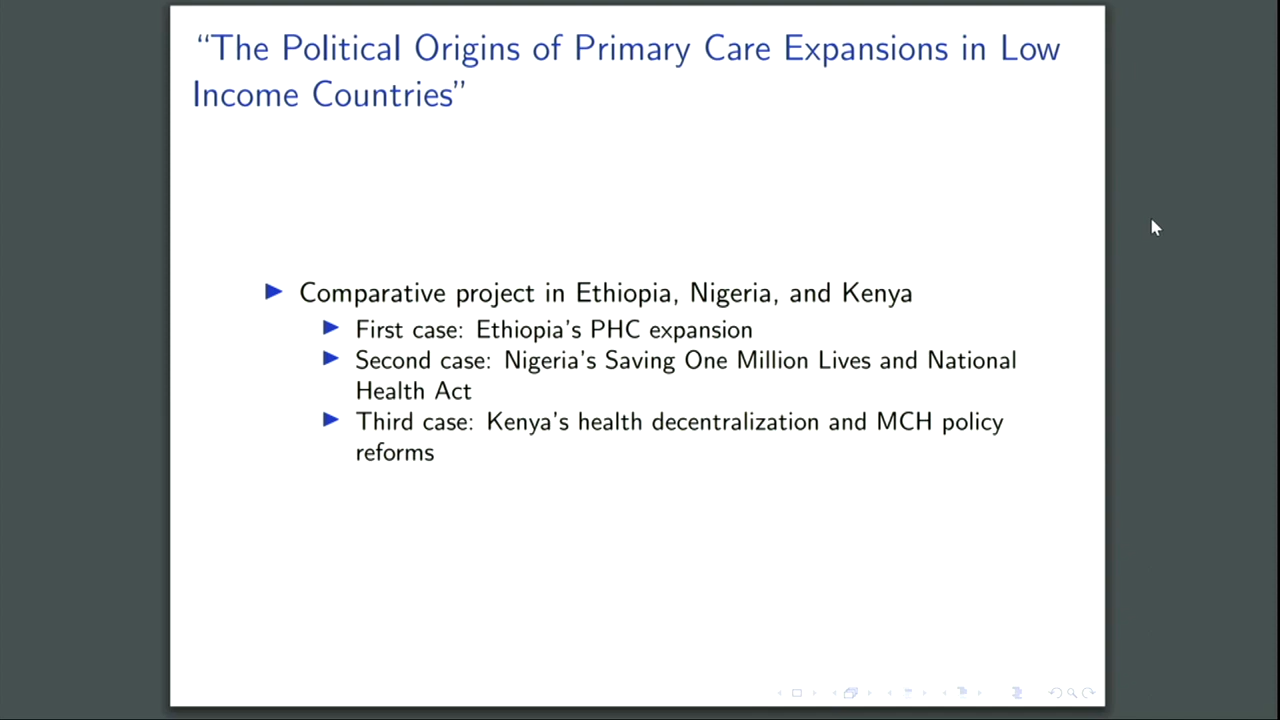 “The Political Origins of Primary Care Expansions in Low
Income Countries”
Comparative project in Ethiopia, Nigeria, and Kenya
First case: Ethiopia’s PHC expansion
Second case: Nigeria’s Saving One Million Lives and National
Health Act
Third case: Kenya’s health decentralization and MCH policy
reforms